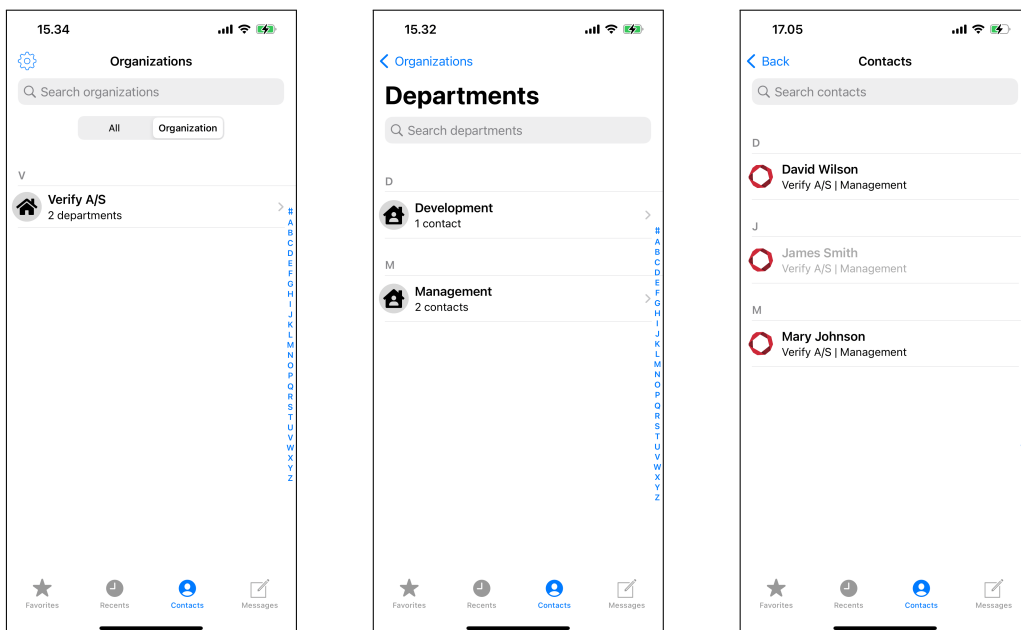 15.34
Organizations
Search organizations
All Organization
V
Verify A/S
2 departments
#
A
B
C
D
E
F
G
H
I
J
K
L
M
N
O
P
Q
R
S
T
U
V
W
X
Y
Z
Favorites Recents Contacts Messages
15.32
Organizations
Departments
Search departments
D
Development
1 contact
M
Management
2 contacts
#
A
B
C
D
E
F
G
H
I
J
K
L
M
N
O
P
Q
R
S
T
U
V
W
X
Y
Z
Favorites Recents Contacts Messages
17.05
Back Contacts
Search contacts
D
David Wilson
Verify A/S | Management
J
James Smith
Verify A/S | Management
M
Mary Johnson
Verify A/S | Management
Favorites Recents Contacts Messages